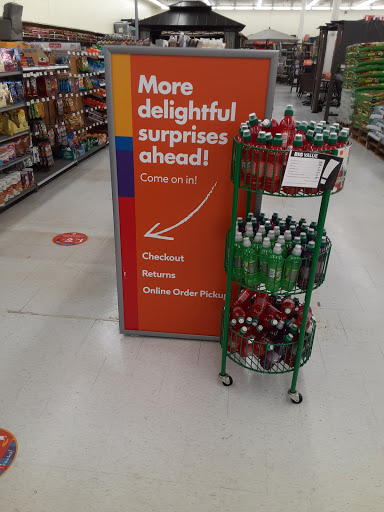 More
delightful
surprises
ahead!
Come on in!
Checkout
Returns
Online Order Pickup
BIG VALUE